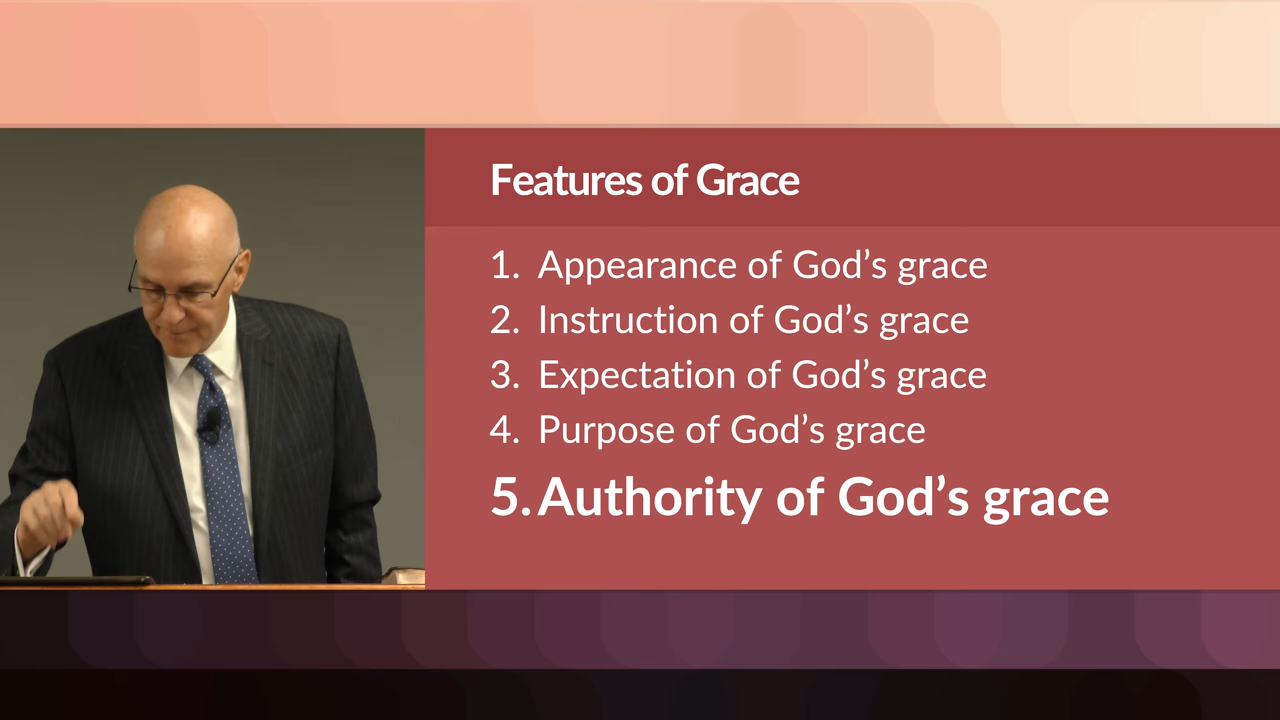 Features of Grace
1. Appearance of God’s grace
2. Instruction of God’s grace
3. Expectation of God’s grace
4. Purpose of God’s grace
5. Authority of God’s grace